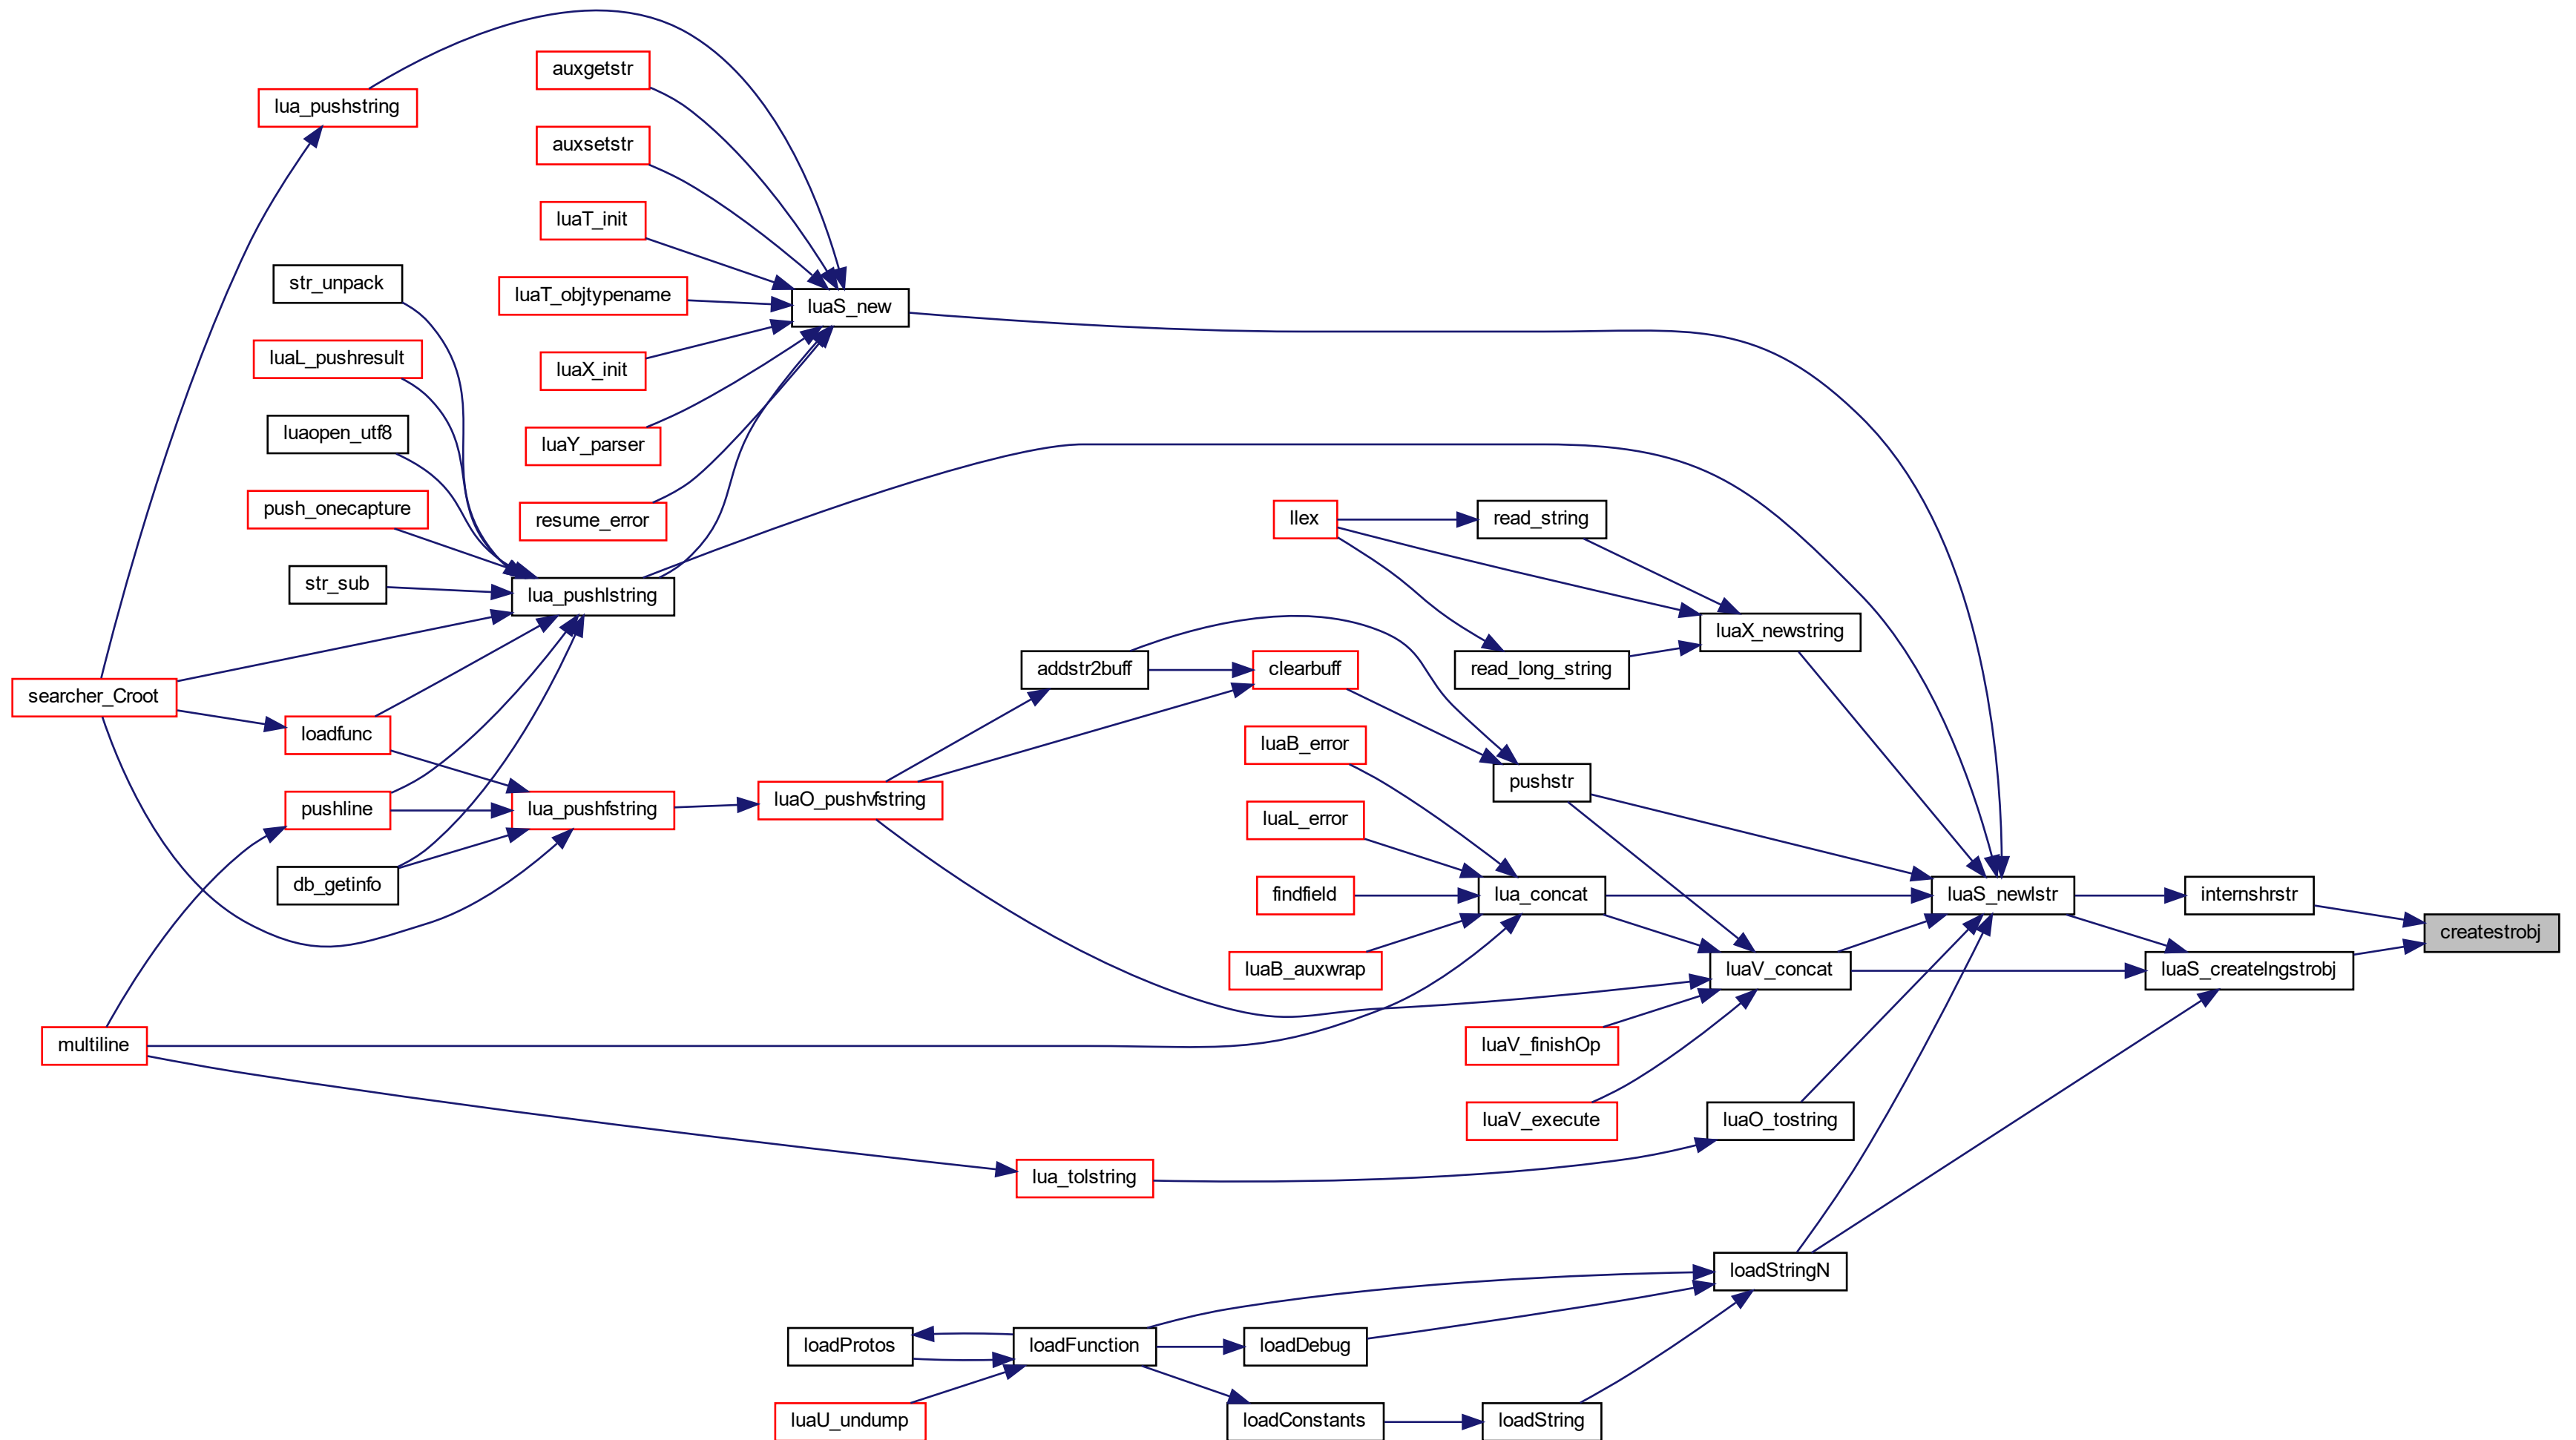 auxgetstr
lua_pushstring
auxsetstr
luaT_init
str_unpack
luaT_objtypename
luaS_new
luaL_pushresult
luaX_init
luaopen_utf8
luaY_parser
push_onecapture
resume_error
llex
read_string
str_sub
lua_pushlstring
luaX_newstring
searcher_Croot
addstr2buff
clearbuff
read_long_string
loadfunc
luaB_error
pushline
lua_pushfstring
luaO_pushvfstring
pushstr
luaL_error
db_getinfo
findfield
lua_concat
luaS_newlstr
internshrstr
createstrobj
luaB_auxwrap
luaV_concat
luaS_createlngstrobj
multiline
luaV_finishOp
luaV_execute
luaO_tostring
lua_tolstring
loadStringN
loadProtos
loadFunction
loadDebug
luaU_undump
loadConstants
loadString